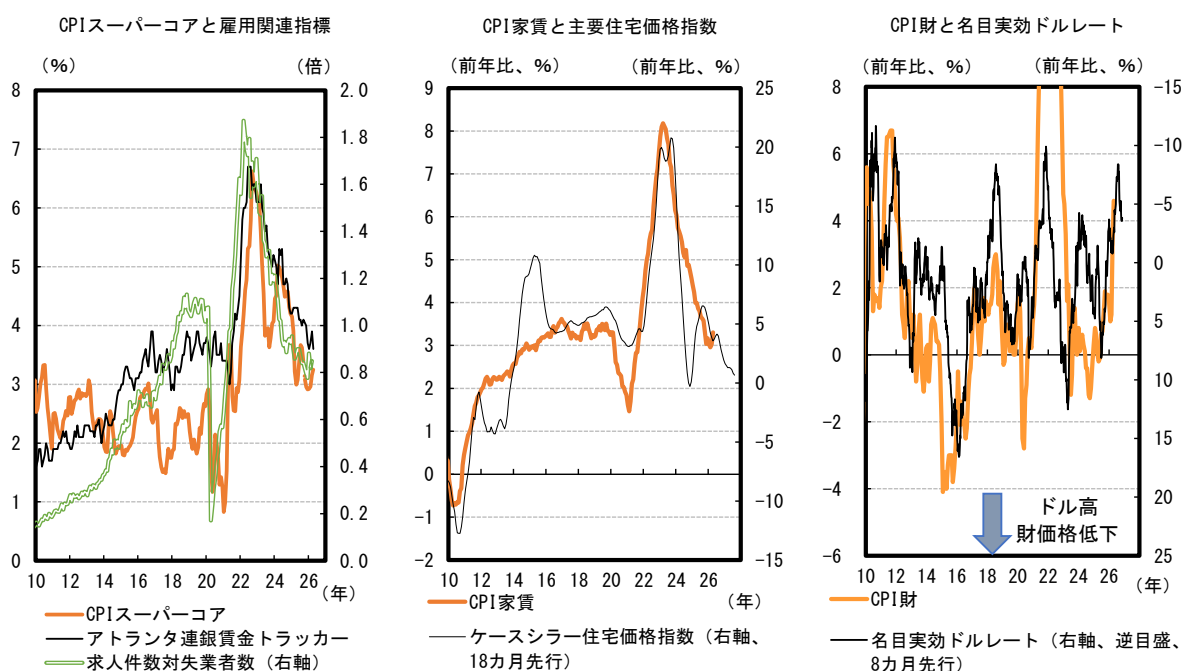 CPIスーパーコアと雇用関連指標
（%）
（倍）
8
7
6
5
4
3
2
1
0
2.0
1.8
1.6
1.4
1.2
1.0
0.8
0.6
0.4
0.2
0.0
10 12 14 16 18 20 22 24 26 (年)
CPIスーパーコア
アトランタ連銀賃金トラッカー
求人件数対失業者数（右軸）
CPI家賃と主要住宅価格指数
（前年比、%）
（前年比、%）
9
8
7
6
5
4
3
2
1
0
-1
-2
25
20
15
10
5
0
-5
-10
-15
10 12 14 16 18 20 22 24 26
（年）
CPI家賃
ケースシラー住宅価格指数（右軸、
18カ月先行）
CPI財と名目実効ドルレート
（前年比、%）
（前年比、%）
8
6
4
2
0
-2
-4
-6
-15
-10
-5
0
5
10
15
20
25
ドル高
財価格低下
10 12 14 16 18 20 22 24 26
（年）
CPI財
名目実効ドルレート（右軸、逆目盛、
8カ月先行）